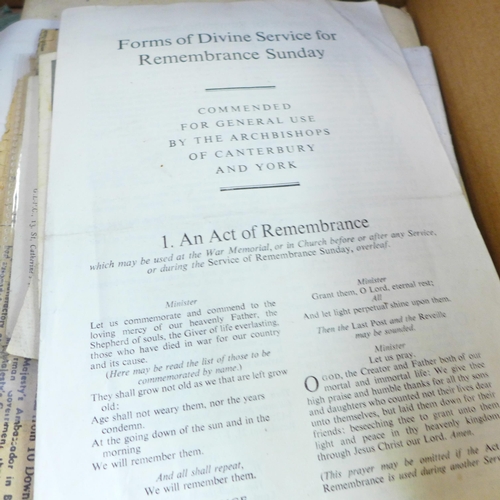 Forms of Divine Service for
Remembrance Sunday
COMMENDED
FOR GENERAL USE
BY THE ARCHBISHOPS
OF CANTERBURY
AND YORK
1. An Act of Remembrance
which may be used at the War Memorial, or in Church before or after any Service,
or during the Service of Remembrance Sunday, overleaf.
Minister
Let us commemorate and commend to the
loving mercy of our heavenly Father, the
Shepherd of souls, the Giver of life everlasting,
those who have died in war for our country
and its cause.
(Here may be read the list of those to be
commemorated by name.)
They shall grow not old as we that are left grow
old:
Age shall not weary them, nor the years
condemn.
At the going down of the sun and in the
morning
We will remember them.
And all shall repeat,
We will remember them.
Minister
Grant them, O Lord, eternal rest;
All
And let light perpetual shine upon them.
Then the Last Post and the Reveille
may be sounded.
Minister
Let us pray.
O GOD, the Creator and Father both of our
mortal and immortal life: We give thee
high praise and humble thanks for all thy sons
and daughters who counted not their lives dear
unto themselves, but laid them down for their
friends; beseeching thee to grant unto them
light and peace in thy heavenly kingdom
through Jesus Christ our Lord. Amen.
(This prayer may be omitted if the Act
Remembrance is used during another Serv
10 Down